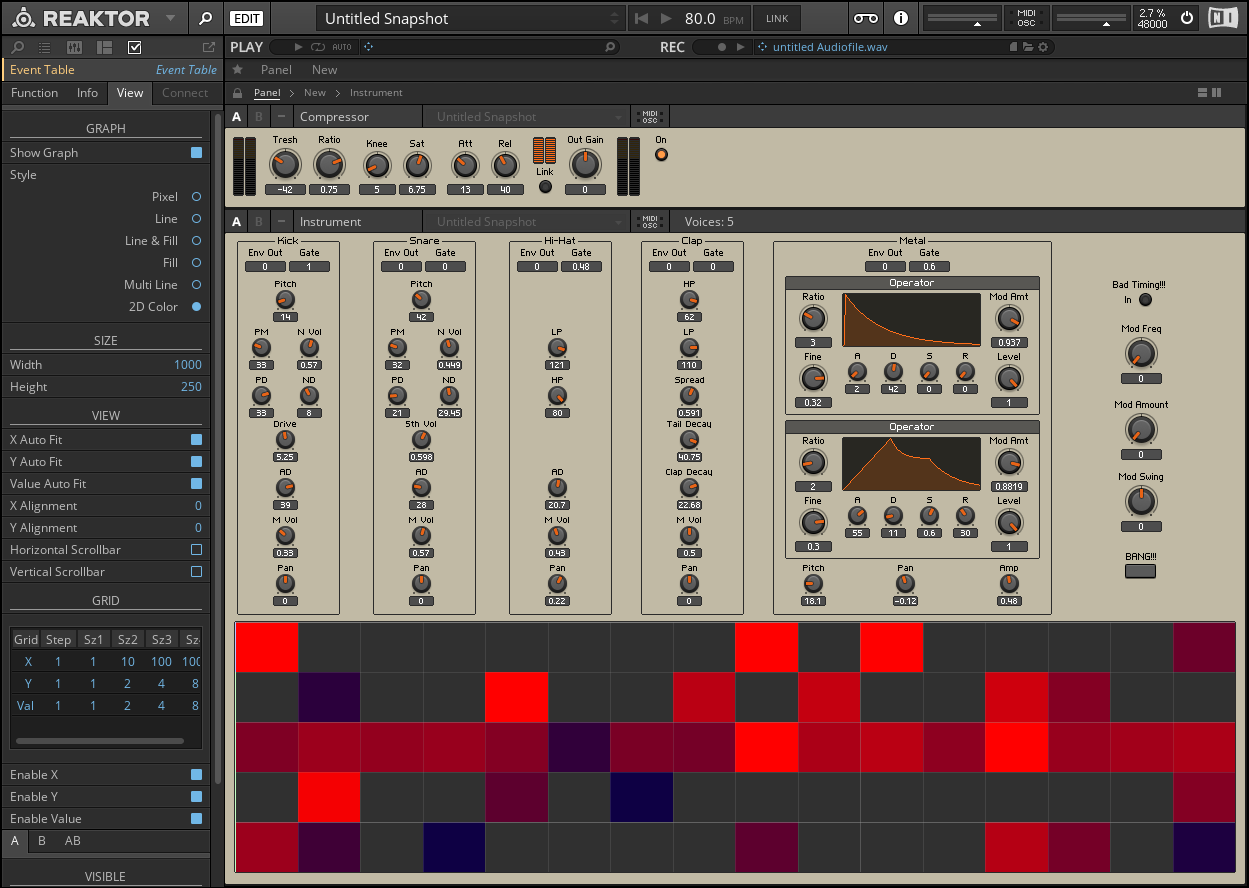 REAKTOR EDIT Untitled Snapshot 80.0 BPM LINK MIDI OSC 2.7 % 48000 NI
PLAY AUTO REC untitled Audiofile.wav
Event Table Event Table
Panel New
Function Info View Connect
Panel > New > Instrument
A B − Compressor Untitled Snapshot MIDI OSC
GRAPH
Show Graph
Style
Pixel
Line
Line & Fill
Fill
Multi Line
2D Color
SIZE
Width 1000
Height 250
VIEW
X Auto Fit
Y Auto Fit
Value Auto Fit
X Alignment 0
Y Alignment 0
Horizontal Scrollbar
Vertical Scrollbar
GRID
Grid Step Sz1 Sz2 Sz3 Sz
X 1 1 10 100 100
Y 1 1 2 4 8
Val 1 1 2 4 8
Enable X
Enable Y
Enable Value
A B AB
VISIBLE
Tresh Ratio Knee Sat Att Rel Link Out Gain On
-42 0.75 5 6.75 13 40 0
A B − Instrument Untitled Snapshot MIDI OSC Voices: 5
Kick
Env Out Gate
0 1
Pitch
14
PM N Vol
33 0.57
PD ND
33 8
Drive
5.25
AD
39
M Vol
0.33
Pan
0
Snare
Env Out Gate
0 0
Pitch
42
PM N Vol
32 0.449
PD ND
21 29.45
Sth Vol
0.598
AD
28
M Vol
0.57
Pan
0
Hi-Hat
Env Out Gate
0 0.48
LP
121
HP
80
AD
20.7
M Vol
0.43
Pan
0.22
Clap
Env Out Gate
0 0
HP
62
LP
110
Spread
0.591
Tail Decay
40.75
Clap Decay
22.68
M Vol
0.5
Pan
0
Metal
Env Out Gate
0 0.6
Operator
Ratio Mod Amt
3 0.937
Fine A D S R Level
2 42 0 0
0.32 1
Operator
Ratio Mod Amt
2 0.8819
Fine A D S R Level
55 11 0.6 30
0.3 1
Pitch Pan Amp
18.1 -0.12 0.48
Bad Timing!!!
In
Mod Freq
0
Mod Amount
0
Mod Swing
0
BANG!!!